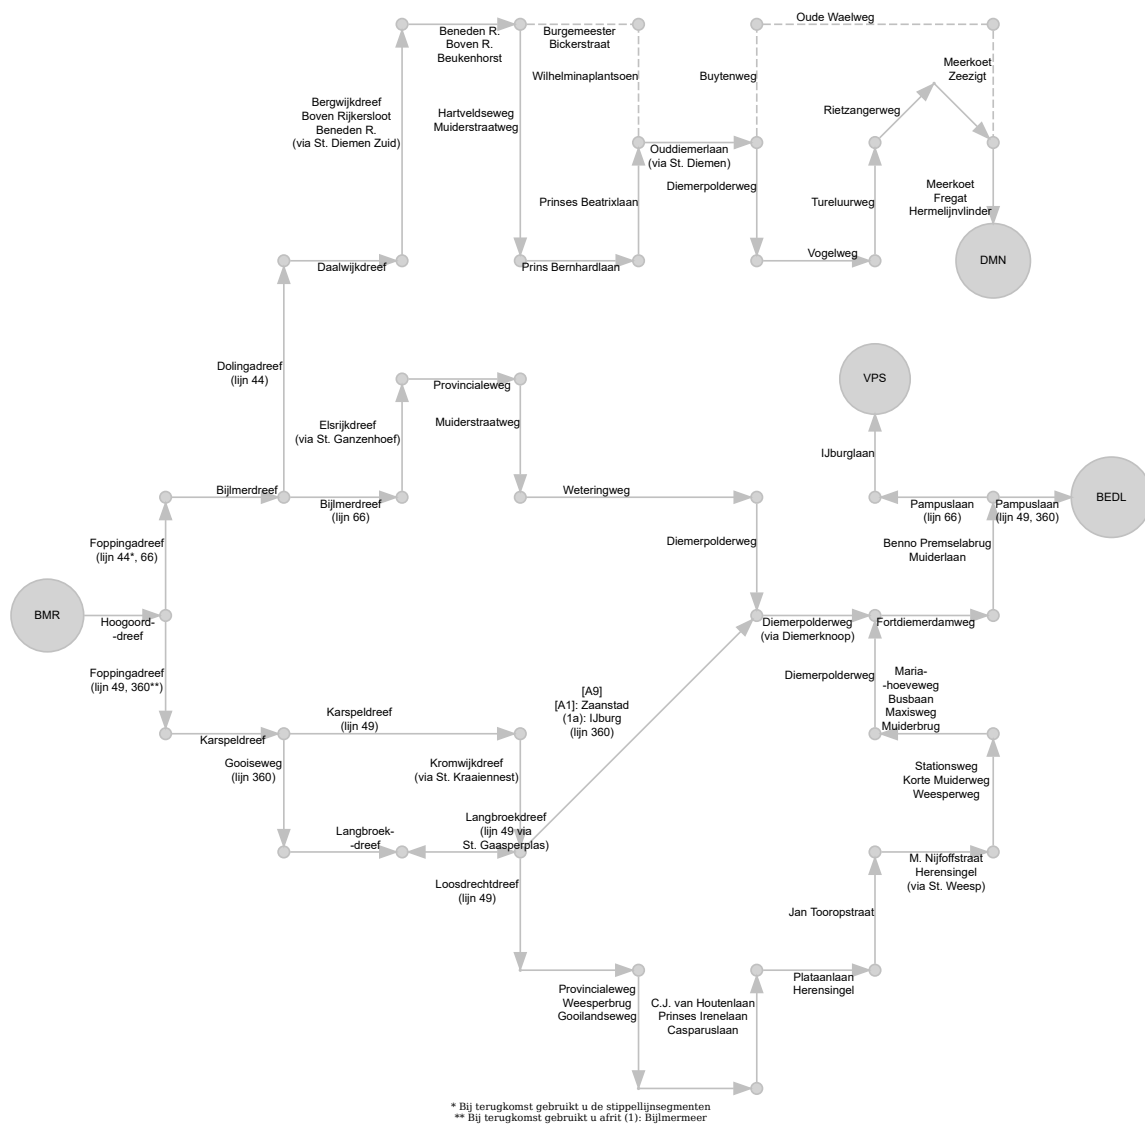 Oude Waelweg
Beneden R.
Boven R.
Beukenhorst
Burgemeester
Bickerstraat
Wilhelminaplantsoen
Buytenweg
Meerkoet
Zeezigt
Bergwijkdreef
Boven Rijkersloot
Beneden R.
(via St. Diemen Zuid)
Hartveldseweg
Muiderstraatweg
Rietzangerweg
Ouddiemerlaan
(via St. Diemen)
Diemerpolderweg
Prinses Beatrixlaan
Tureluurweg
Meerkoet
Fregat
Hermelijnvlinder
Daalwijkdreef
Prins Bernhardlaan
Vogelweg
DMN
Dolingadreef
(lijn 44)
Elsrijkdreef
(via St. Ganzenhoef)
Provincialeweg
Muiderstraatweg
VPS
IJburglaan
Bijlmerdreef
Bijlmerdreef
(lijn 66)
Weteringweg
Pampuslaan
(lijn 66)
Pampuslaan
(lijn 49, 360)
BEDL
Foppingadreef
(lijn 44*, 66)
Diemerpolderweg
Benno Premselabrug
Muiderlaan
BMR
Hoogoord-
-dreef
Diemerpolderweg
(via Diemerknoop)
Fortdiemerdamweg
Foppingadreef
(lijn 49, 360**)
Diemerpolderweg
Maria-
-hoeveweg
Busbaan
Maxisweg
Muiderbrug
[A9]
[A1]: Zaanstad
(1a): IJburg
(lijn 360)
Karspeldreef
Karspeldreef
(lijn 49)
Gooiseweg
(lijn 360)
Kromwijkdreef
(via St. Kraaiennest)
Stationsweg
Korte Muiderweg
Weesperweg
Langbroek-
-dreef
Langbroekdreef
(lijn 49 via
St. Gaasperplas)
Loosdrechtdreef
(lijn 49)
M. Nijfoffstraat
Herensingel
(via St. Weesp)
Jan Tooropstraat
Provincialeweg
Weesperbrug
Gooilandseweg
C.J. van Houtenlaan
Prinses Irenelaan
Casparuslaan
Plataanlaan
Herensingel
* Bij terugkomst gebruikt u de stippellijnsegmenten
** Bij terugkomst gebruikt u afrit (1): Bijlmermeer